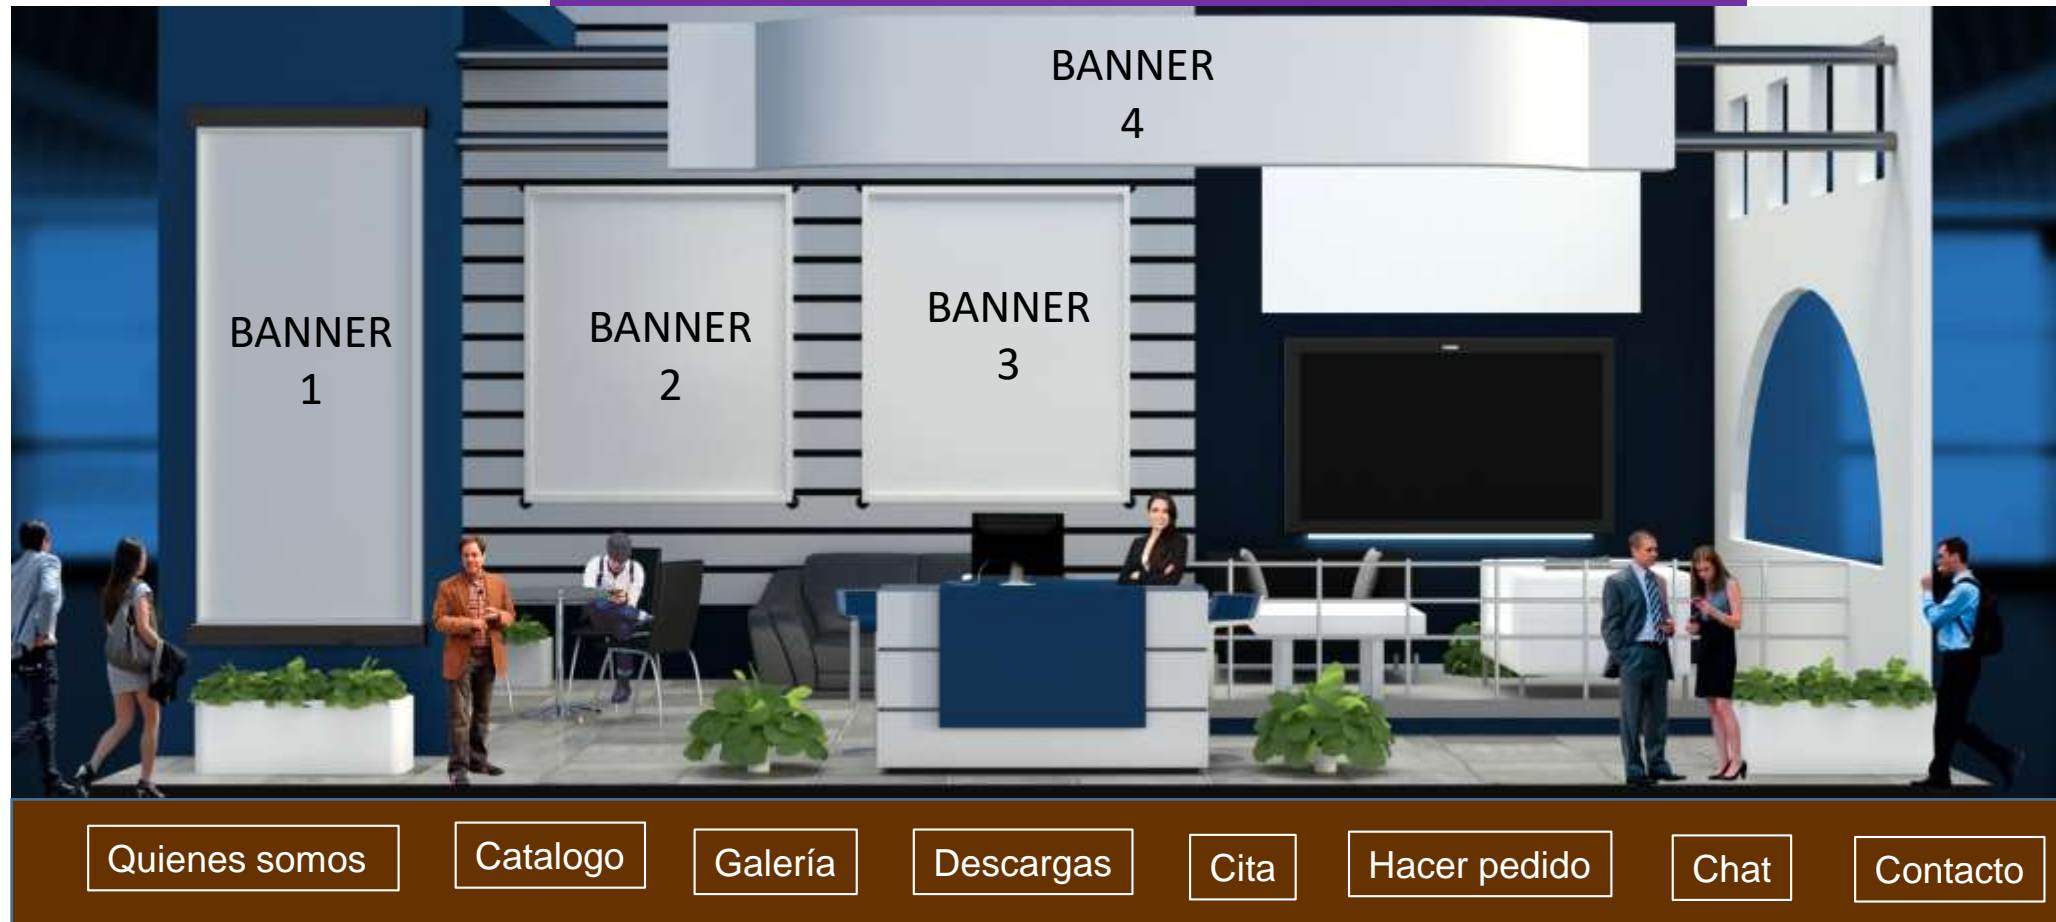 BANNER
4
BANNER
1
BANNER
2
BANNER
3
Quienes somos
Catalogo
Galería
Descargas
Cita
Hacer pedido
Chat
Contacto